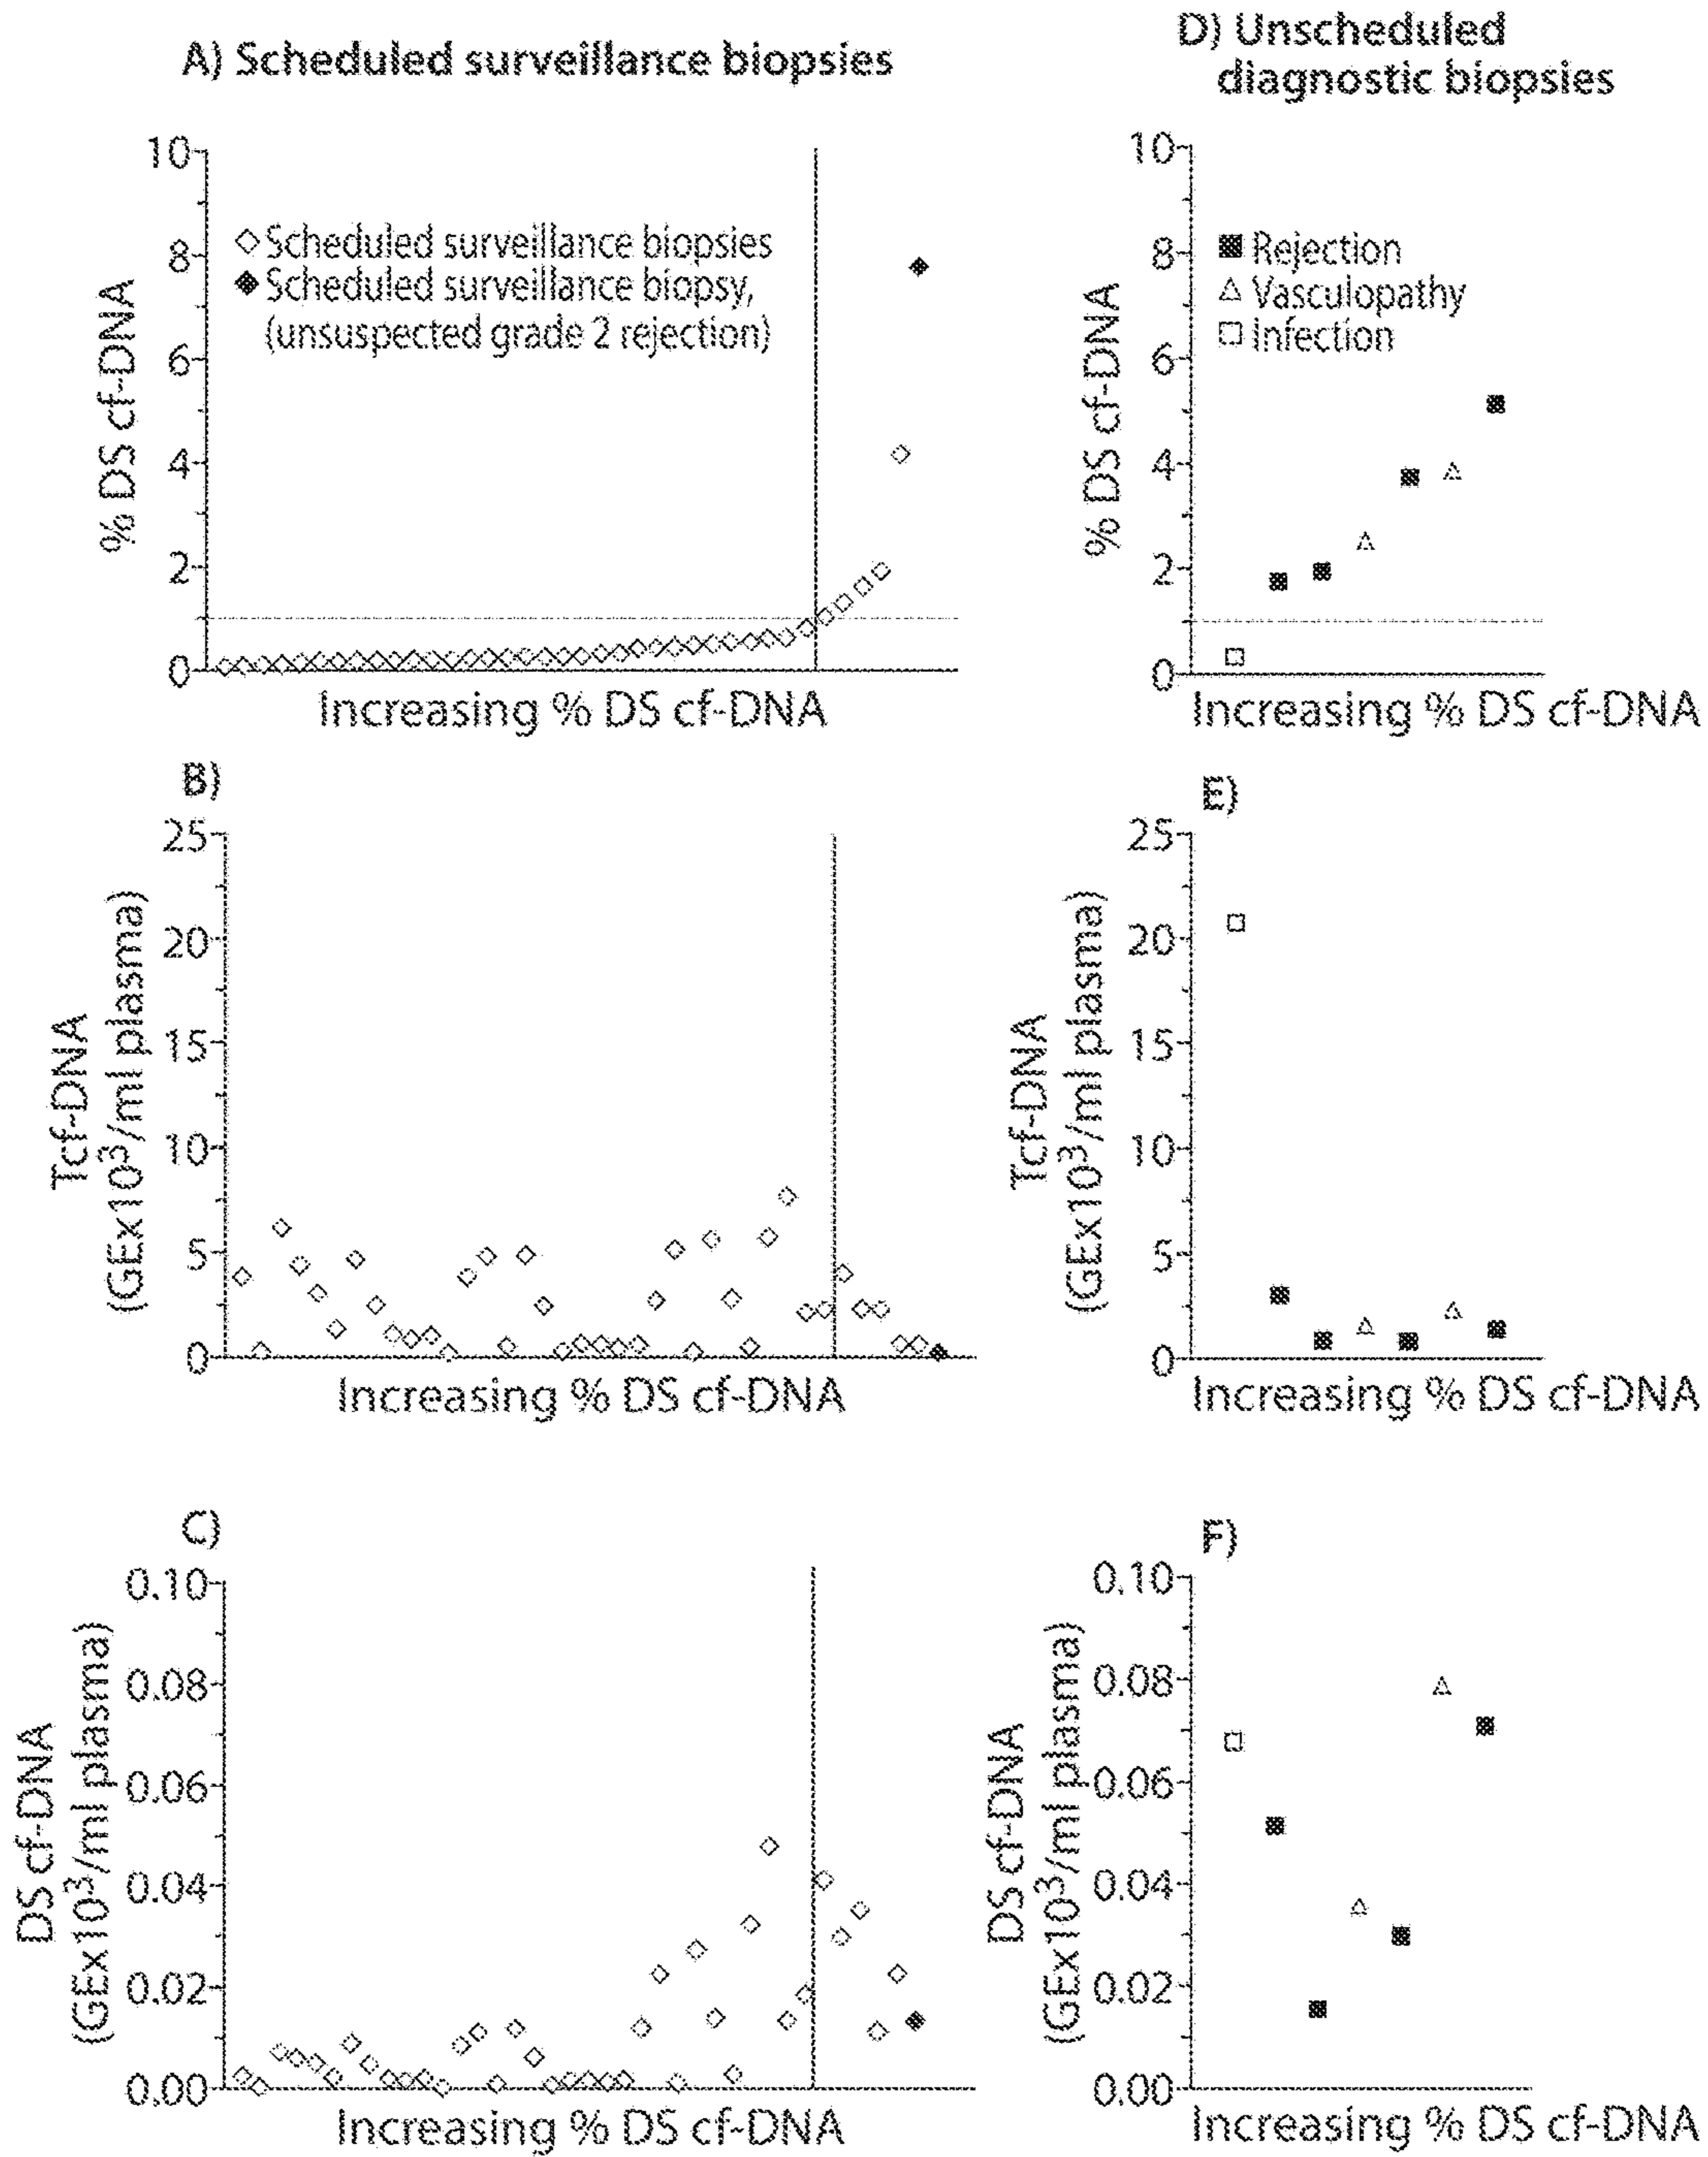 A) Scheduled surveillance biopsies
10
8
6
4
2
0
% DS cf-DNA
Scheduled surveillance biopsies
Scheduled surveillance biopsy,
(unsuspected grade 2 rejection)
Increasing % DS cf-DNA
D) Unscheduled
diagnostic biopsies
10
8
6
4
2
0
% DS cf-DNA
Rejection
Vasculopathy
Infection
Increasing % DS cf-DNA
B)
25
20
15
10
5
0
Tcf-DNA
(GEx10³/ml plasma)
Increasing % DS cf-DNA
E)
25
20
15
10
5
0
Tcf-DNA
(GEx10³/ml plasma)
Increasing % DS cf-DNA
C)
0.10
0.08
0.06
0.04
0.02
0.00
DS cf-DNA
(GEx10³/ml plasma)
Increasing % DS cf-DNA
F)
0.10
0.08
0.06
0.04
0.02
0.00
DS cf-DNA
(GEx10³/ml plasma)
Increasing % DS cf-DNA